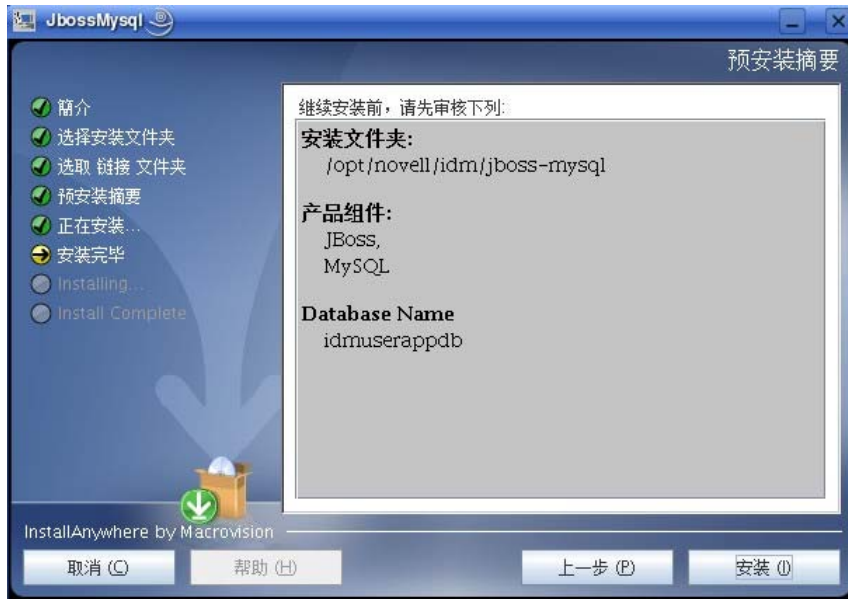 JbossMysql
预安装摘要
簡介
选择安装文件夹
选取 链接 文件夹
预安装摘要
正在安装...
安装完毕
Installing...
Install Complete
继续安装前，请先审核下列:
安装文件夹:
/opt/novell/idm/jboss-mysql
产品组件:
JBoss,
MySQL
Database Name
idmuserappdb
InstallAnywhere by Macrovision
取消 (C)
帮助 (H)
上一步 (P)
安装 (I)